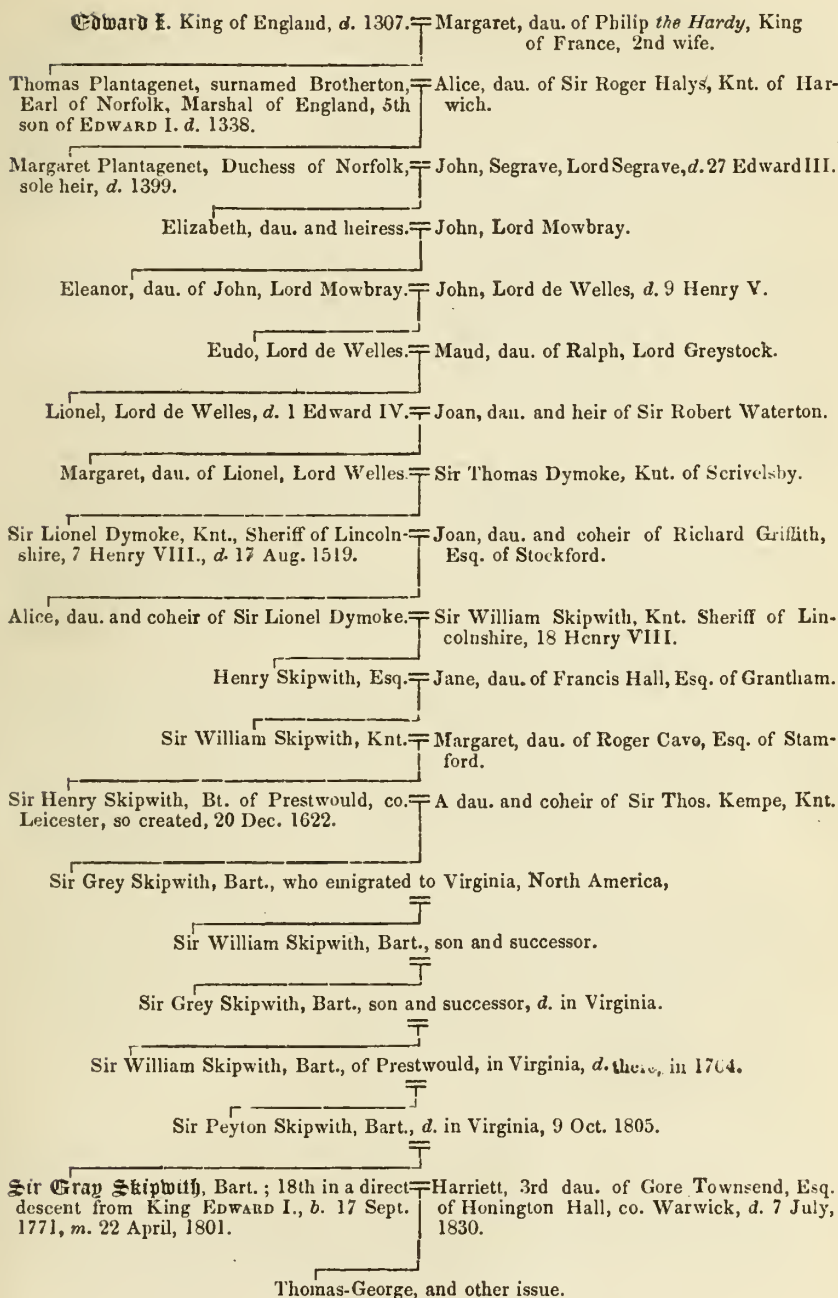 Edward I. King of England, d. 1307. Margaret, dau. of Philip the Hardy, King
of France, 2nd wife.
Thomas Plantagenet, surnamed Brotherton, Alice, dau. of Sir Roger Halys, Knt. of Har-
Earl of Norfolk, Marshal of England, 5th wich.
son of EDWARD I. d. 1338.
Margaret Plantagenet, Duchess of Norfolk, John, Segrave, Lord Segrave, d. 27 Edward III.
sole heir, d. 1399.
Elizabeth, dau. and heiress. John, Lord Mowbray.
Eleanor, dau. of John, Lord Mowbray. John, Lord de Welles, d. 9 Henry V.
Eudo, Lord de Welles. Maud, dau. of Ralph, Lord Greystock.
Lionel, Lord de Welles, d. 1 Edward IV. Joan, dau. and heir of Sir Robert Waterton.
Margaret, dau. of Lionel, Lord Welles. Sir Thomas Dymoke, Knt. of Scrivelsby.
Sir Lionel Dymoke, Knt., Sheriff of Lincoln- Joan, dau. and coheir of Richard Griffith,
shire, 7 Henry VIII., d. 17 Aug. 1519. Esq. of Stockford.
Alice, dau. and coheir of Sir Lionel Dymoke. Sir William Skipwith, Knt. Sheriff of Lin-
colnshire, 18 Henry VIII.
Henry Skipwith, Esq. Jane, dau. of Francis Hall, Esq. of Grantham.
Sir William Skipwith, Knt. Margaret, dau. of Roger Cave, Esq. of Stam-
ford.
Sir Henry Skipwith, Bt. of Prestwould, co. A dau. and coheir of Sir Thos. Kempe, Knt.
Leicester, so created, 20 Dec. 1622.
Sir Grey Skipwith, Bart., who emigrated to Virginia, North America,
Sir William Skipwith, Bart., son and successor.
Sir Grey Skipwith, Bart., son and successor, d. in Virginia.
Sir William Skipwith, Bart., of Prestwould, in Virginia, d. there, in 1764.
Sir Peyton Skipwith, Bart., d. in Virginia, 9 Oct. 1805.
Sir Gray Skipwith, Bart.; 18th in a direct Harriett, 3rd dau. of Gore Townsend, Esq.
descent from King EDWARD I., b. 17 Sept. of Honington Hall, co. Warwick, d. 7 July,
1771, m. 22 April, 1801. 1830.
Thomas-George, and other issue.